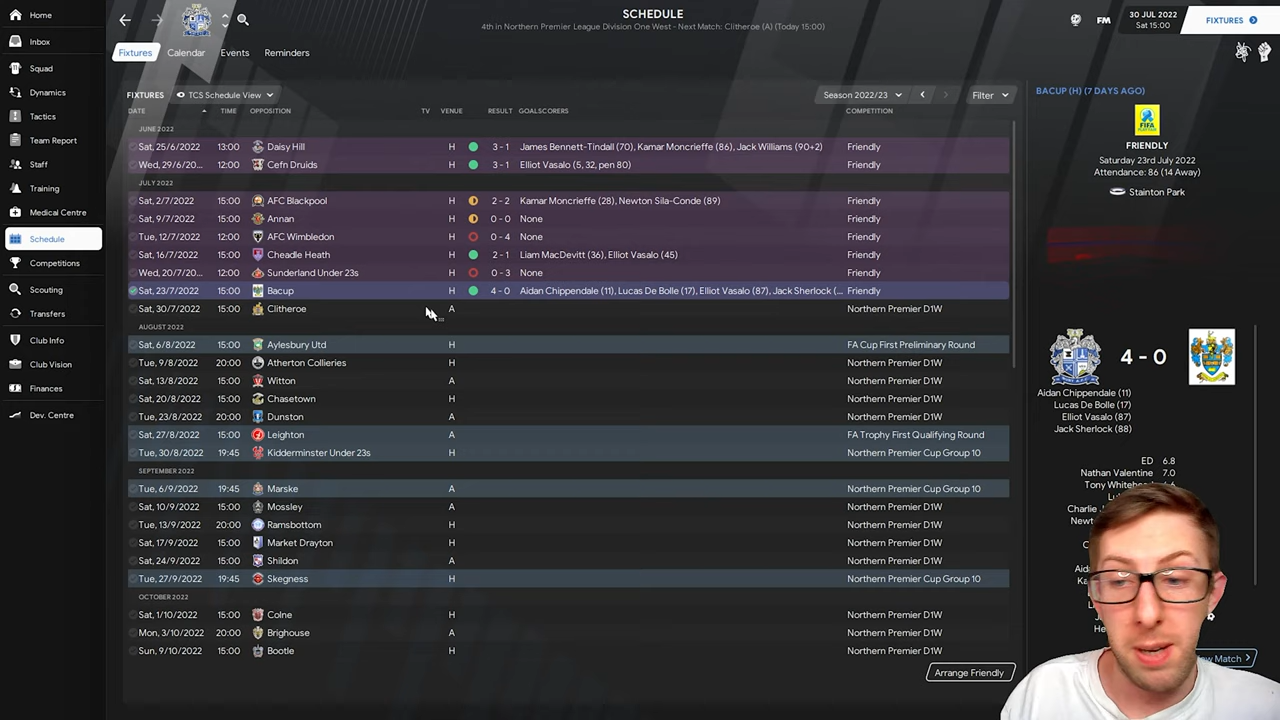 Home
Inbox
Squad
Dynamics
Tactics
Team Report
Staff
Training
Medical Centre
Schedule
Competitions
Scouting
Transfers
Club Info
Club Vision
Finances
Dev. Centre
SCHEDULE
4th In Northern Premier League Division One West - Next Match: Clitheroe (A) (Today 15:00)
FM
30 JUL 2022
Sat 15:00
FIXTURES
Fixtures Calendar Events Reminders
FIXTURES TCS Schedule View Season 2022/23 Filter
DATE TIME OPPOSITION TV VENUE RESULT GOALSCORERS COMPETITION
JUNE 2022
Sat, 25/6/2022 13:00 Daisy Hill H 3 - 1 James Bennett-Tindall (70), Kamar Moncrieffe (86), Jack Williams (90+2) Friendly
Wed, 29/6/20... 12:00 Cefn Druids H 3 - 1 Elliot Vasalo (5, 32, pen 80) Friendly
JULY 2022
Sat, 2/7/2022 15:00 AFC Blackpool H 2 - 2 Kamar Moncrieffe (28), Newton Sila-Conde (89) Friendly
Sat, 9/7/2022 15:00 Annan H 0 - 0 None Friendly
Tue, 12/7/2022 15:00 AFC Wimbledon H 0 - 4 None Friendly
Sat, 16/7/2022 15:00 Cheadle Heath H 2 - 1 Liam MacDevitt (36), Elliot Vasalo (45) Friendly
Wed, 20/7/20... 12:00 Sunderland Under 23s H 0 - 3 None Friendly
Sat, 23/7/2022 15:00 Bacup H 4 - 0 Aidan Chippendale (11), Lucas De Bolle (17), Elliot Vasalo (87), Jack Sherlock (... Friendly
Sat, 30/7/2022 15:00 Clitheroe A Northern Premier D1W
AUGUST 2022
Sat, 6/8/2022 15:00 Aylesbury Utd H FA Cup First Preliminary Round
Tue, 9/8/2022 20:00 Atherton Collieries H Northern Premier D1W
Sat, 13/8/2022 15:00 Witton A Northern Premier D1W
Sat, 20/8/2022 15:00 Chasetown H Northern Premier D1W
Tue, 23/8/2022 20:00 Dunston A Northern Premier D1W
Sat, 27/8/2022 15:00 Leighton A FA Trophy First Qualifying Round
Tue, 30/8/2022 19:45 Kidderminster Under 23s H Northern Premier Cup Group 10
SEPTEMBER 2022
Tue, 6/9/2022 19:45 Marske A Northern Premier Cup Group 10
Sat, 10/9/2022 15:00 Mossley A Northern Premier D1W
Tue, 13/9/2022 20:00 Ramsbottom H Northern Premier D1W
Sat, 17/9/2022 15:00 Market Drayton H Northern Premier D1W
Sat, 24/9/2022 15:00 Shildon A Northern Premier D1W
Tue, 27/9/2022 19:45 Skegness H Northern Premier Cup Group 10
OCTOBER 2022
Sat, 1/10/2022 15:00 Colne H Northern Premier D1W
Mon, 3/10/2022 20:00 Brighouse A Northern Premier D1W
Sun, 9/10/2022 15:00 Bootle H Northern Premier D1W
Arrange Friendly
BACUP (H) (7 DAYS AGO)
FRIENDLY
Saturday 23rd July 2022
Attendance: 86 (14 Away)
Stainton Park
4 - 0
Aidan Chippendale (11)
Lucas De Bolle (17)
Elliot Vasalo (87)
Jack Sherlock (88)
ED 6.8
Nathan Valentine 7.0
Tony
Charlie
Match